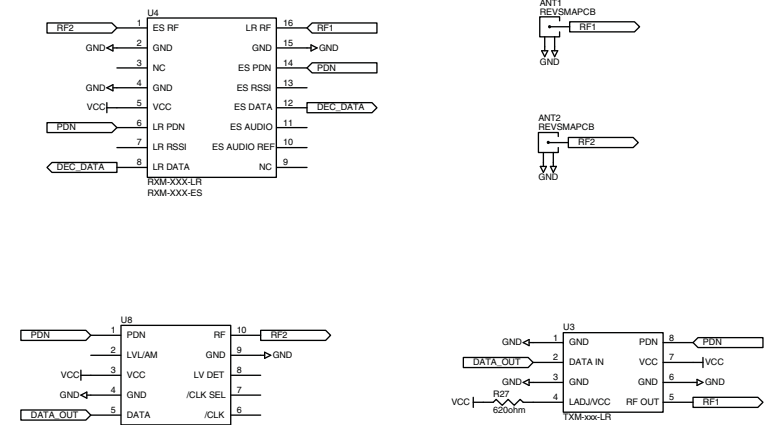 U4
RF2 1 ES RF LR RF 16 RF1
GND 2 GND GND 15 GND
3 NC ES PDN 14 PDN
GND 4 GND ES RSSI 13
VCC 5 VCC ES DATA 12 DEC_DATA
PDN 6 LR PDN ES AUDIO 11
7 LR RSSI ES AUDIO REF 10
DEC_DATA 8 LR DATA NC 9
RXM-XXX-LR
RXM-XXX-ES
ANT1
REVSMAPCB
RF1
GND
ANT2
REVSMAPCB
RF2
GND
U8
PDN 1 PDN RF 10 RF2
2 LVL/AM GND 9 GND
VCC 3 VCC LV DET 8
GND 4 GND /CLK SEL 7
DATA_OUT 5 DATA /CLK 6
U3
GND 1 GND PDN 8 PDN
DATA_OUT 2 DATA IN VCC 7 VCC
GND 3 GND GND 6 GND
VCC R27 4 LADJ/VCC RF OUT 5 RF1
620ohm
TXM-xxx-LR